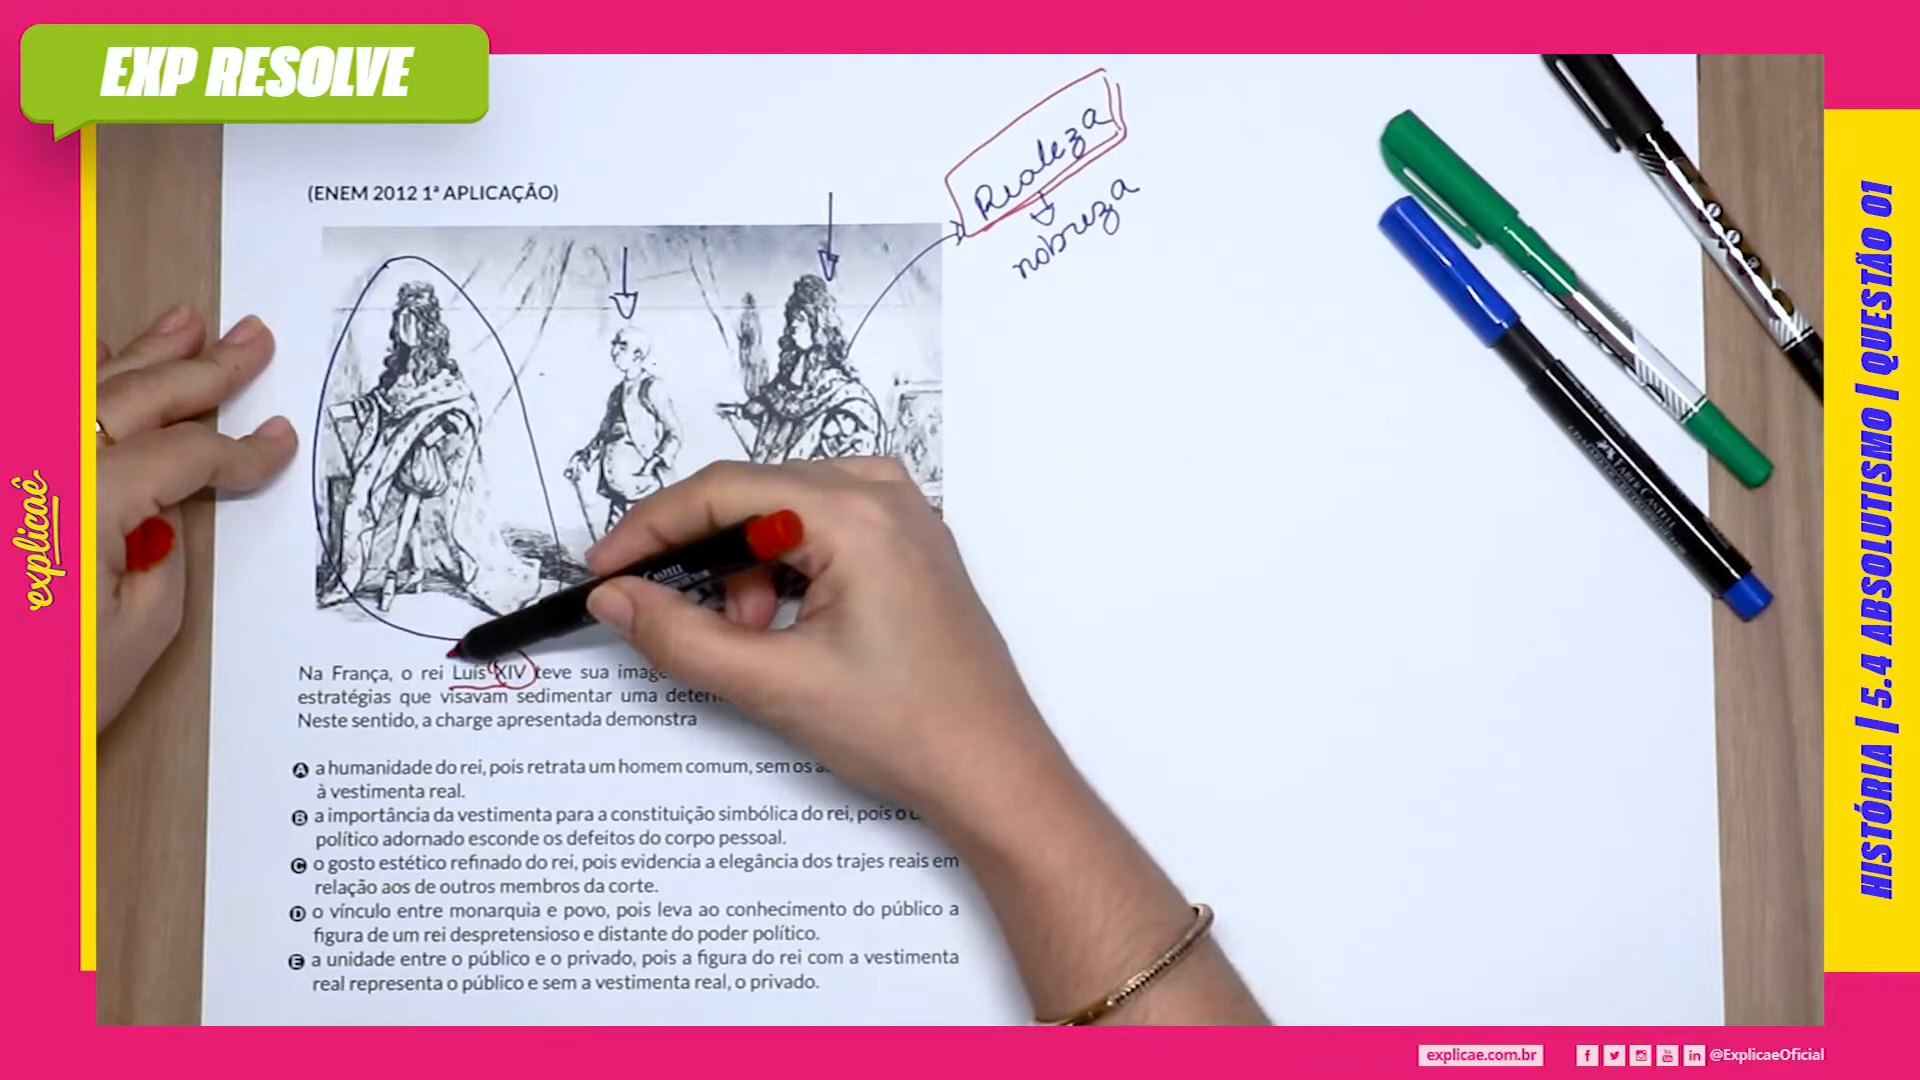 EXP RESOLVE
(ENEM 2012 1ª APLICAÇÃO)
Realeza
nobreza
Na França, o rei Luís XIV teve sua
estratégias que visavam sedimentar uma
Neste sentido, a charge apresentada demonstra
A a humanidade do rei, pois retrata um homem comum, sem os
à vestimenta real.
B a importância da vestimenta para a constituição simbólica do rei, pois o
político adornado esconde os defeitos do corpo pessoal.
C o gosto estético refinado do rei, pois evidencia a elegância dos trajes reais em
relação aos de outros membros da corte.
D o vínculo entre monarquia e povo, pois leva ao conhecimento do público a
figura de um rei despretensioso e distante do poder político.
E a unidade entre o público e o privado, pois a figura do rei com a vestimenta
real representa o público e sem a vestimenta real, o privado.
explicaê
HISTÓRIA | 5.4 ABSOLUTISMO | QUESTÃO 01
FABER CASTELL
explicae.com.br
@ExplicaeOficial